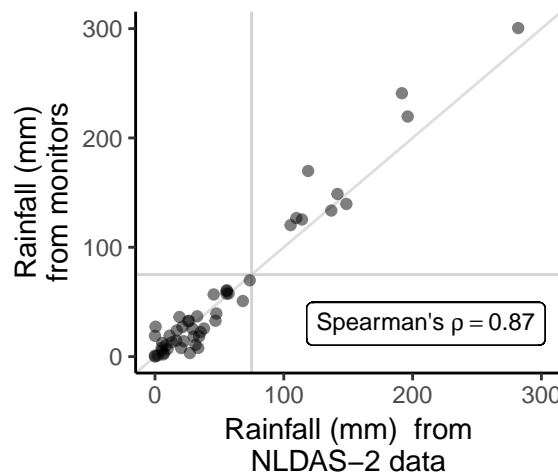 300
200
100
0
Rainfall (mm)
from monitors
Spearman's ρ = 0.87
0
100
200
300
Rainfall (mm) from
NLDAS−2 data